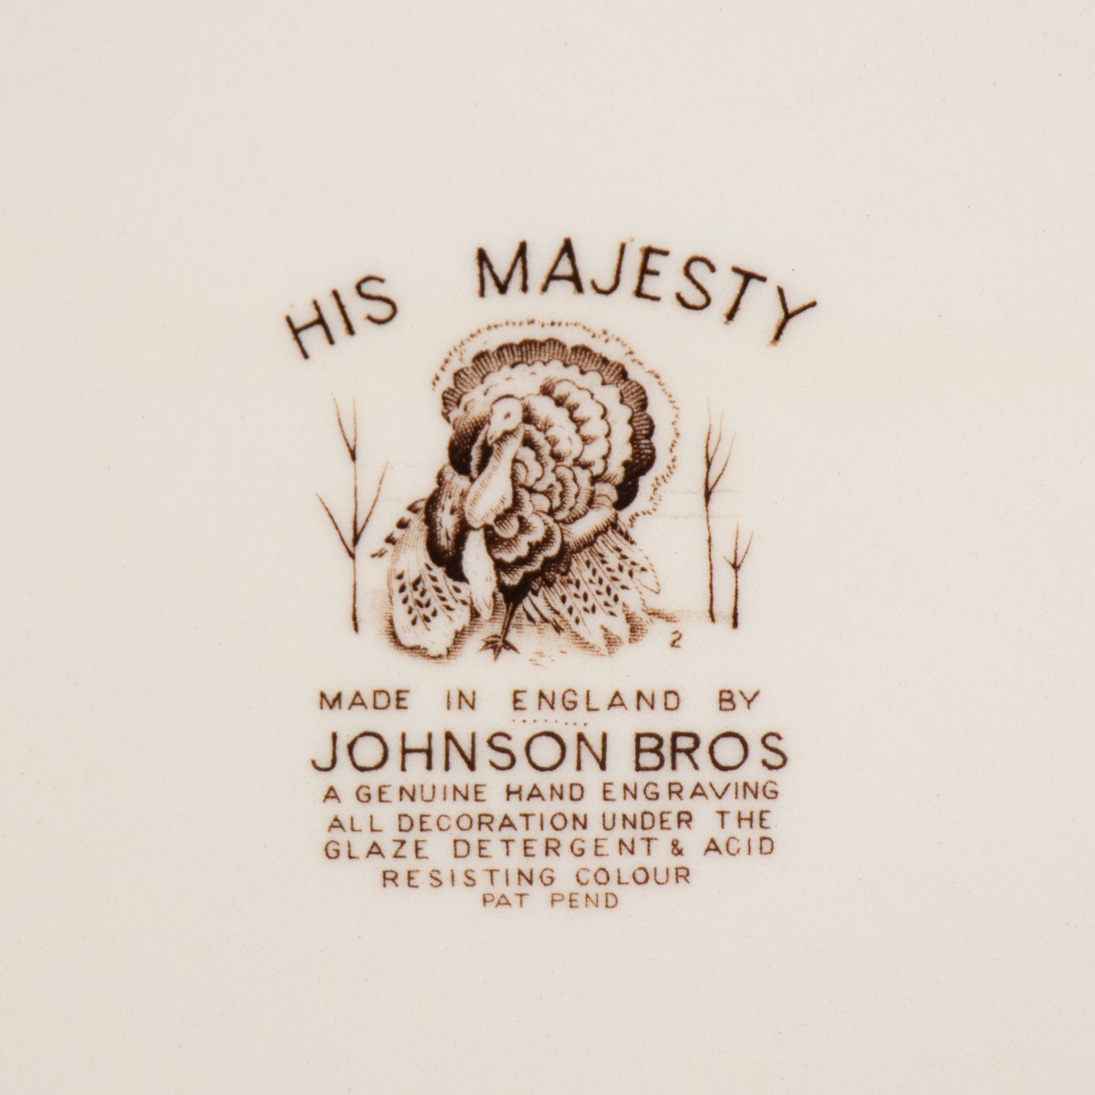 HIS MAJESTY
2
MADE IN ENGLAND BY
JOHNSON BROS
A GENUINE HAND ENGRAVING
ALL DECORATION UNDER THE
GLAZE DETERGENT & ACID
RESISTING COLOUR
PAT PEND